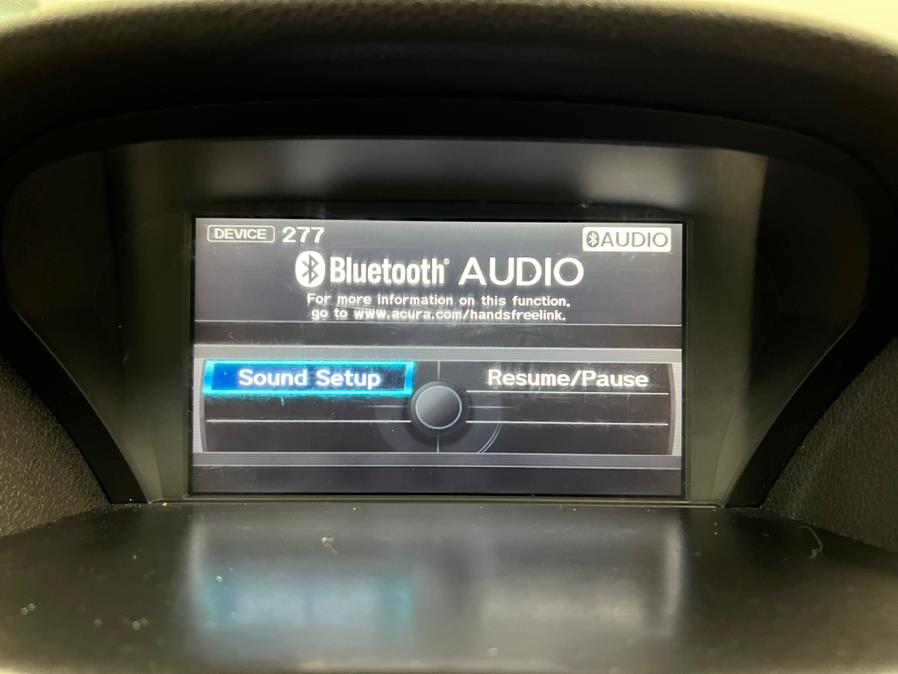 DEVICE 277
AUDIO
Bluetooth® AUDIO
For more information on this function,
go to www.acura.com/handsfreelink.
Sound Setup
Resume/Pause